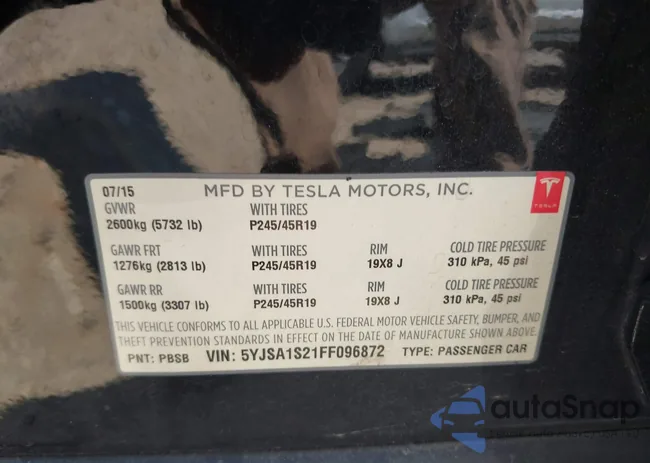 07/15 MFD BY TESLA MOTORS, INC.
TESLA
GVWR WITH TIRES
2600kg (5732 lb) P245/45R19
GAWR FRT WITH TIRES RIM COLD TIRE PRESSURE
1276kg (2813 lb) P245/45R19 19X8 J 310 kPa, 45 psi
GAWR RR WITH TIRES RIM COLD TIRE PRESSURE
1500kg (3307 lb) P245/45R19 19X8 J 310 kPa, 45 psi
THIS VEHICLE CONFORMS TO ALL APPLICABLE U.S. FEDERAL MOTOR VEHICLE SAFETY, BUMPER, AND
THEFT PREVENTION STANDARDS IN EFFECT ON THE DATE OF MANUFACTURE SHOWN ABOVE.
PNT: PBSB VIN: 5YJSA1S21FF096872 TYPE: PASSENGER CAR
autaSnap